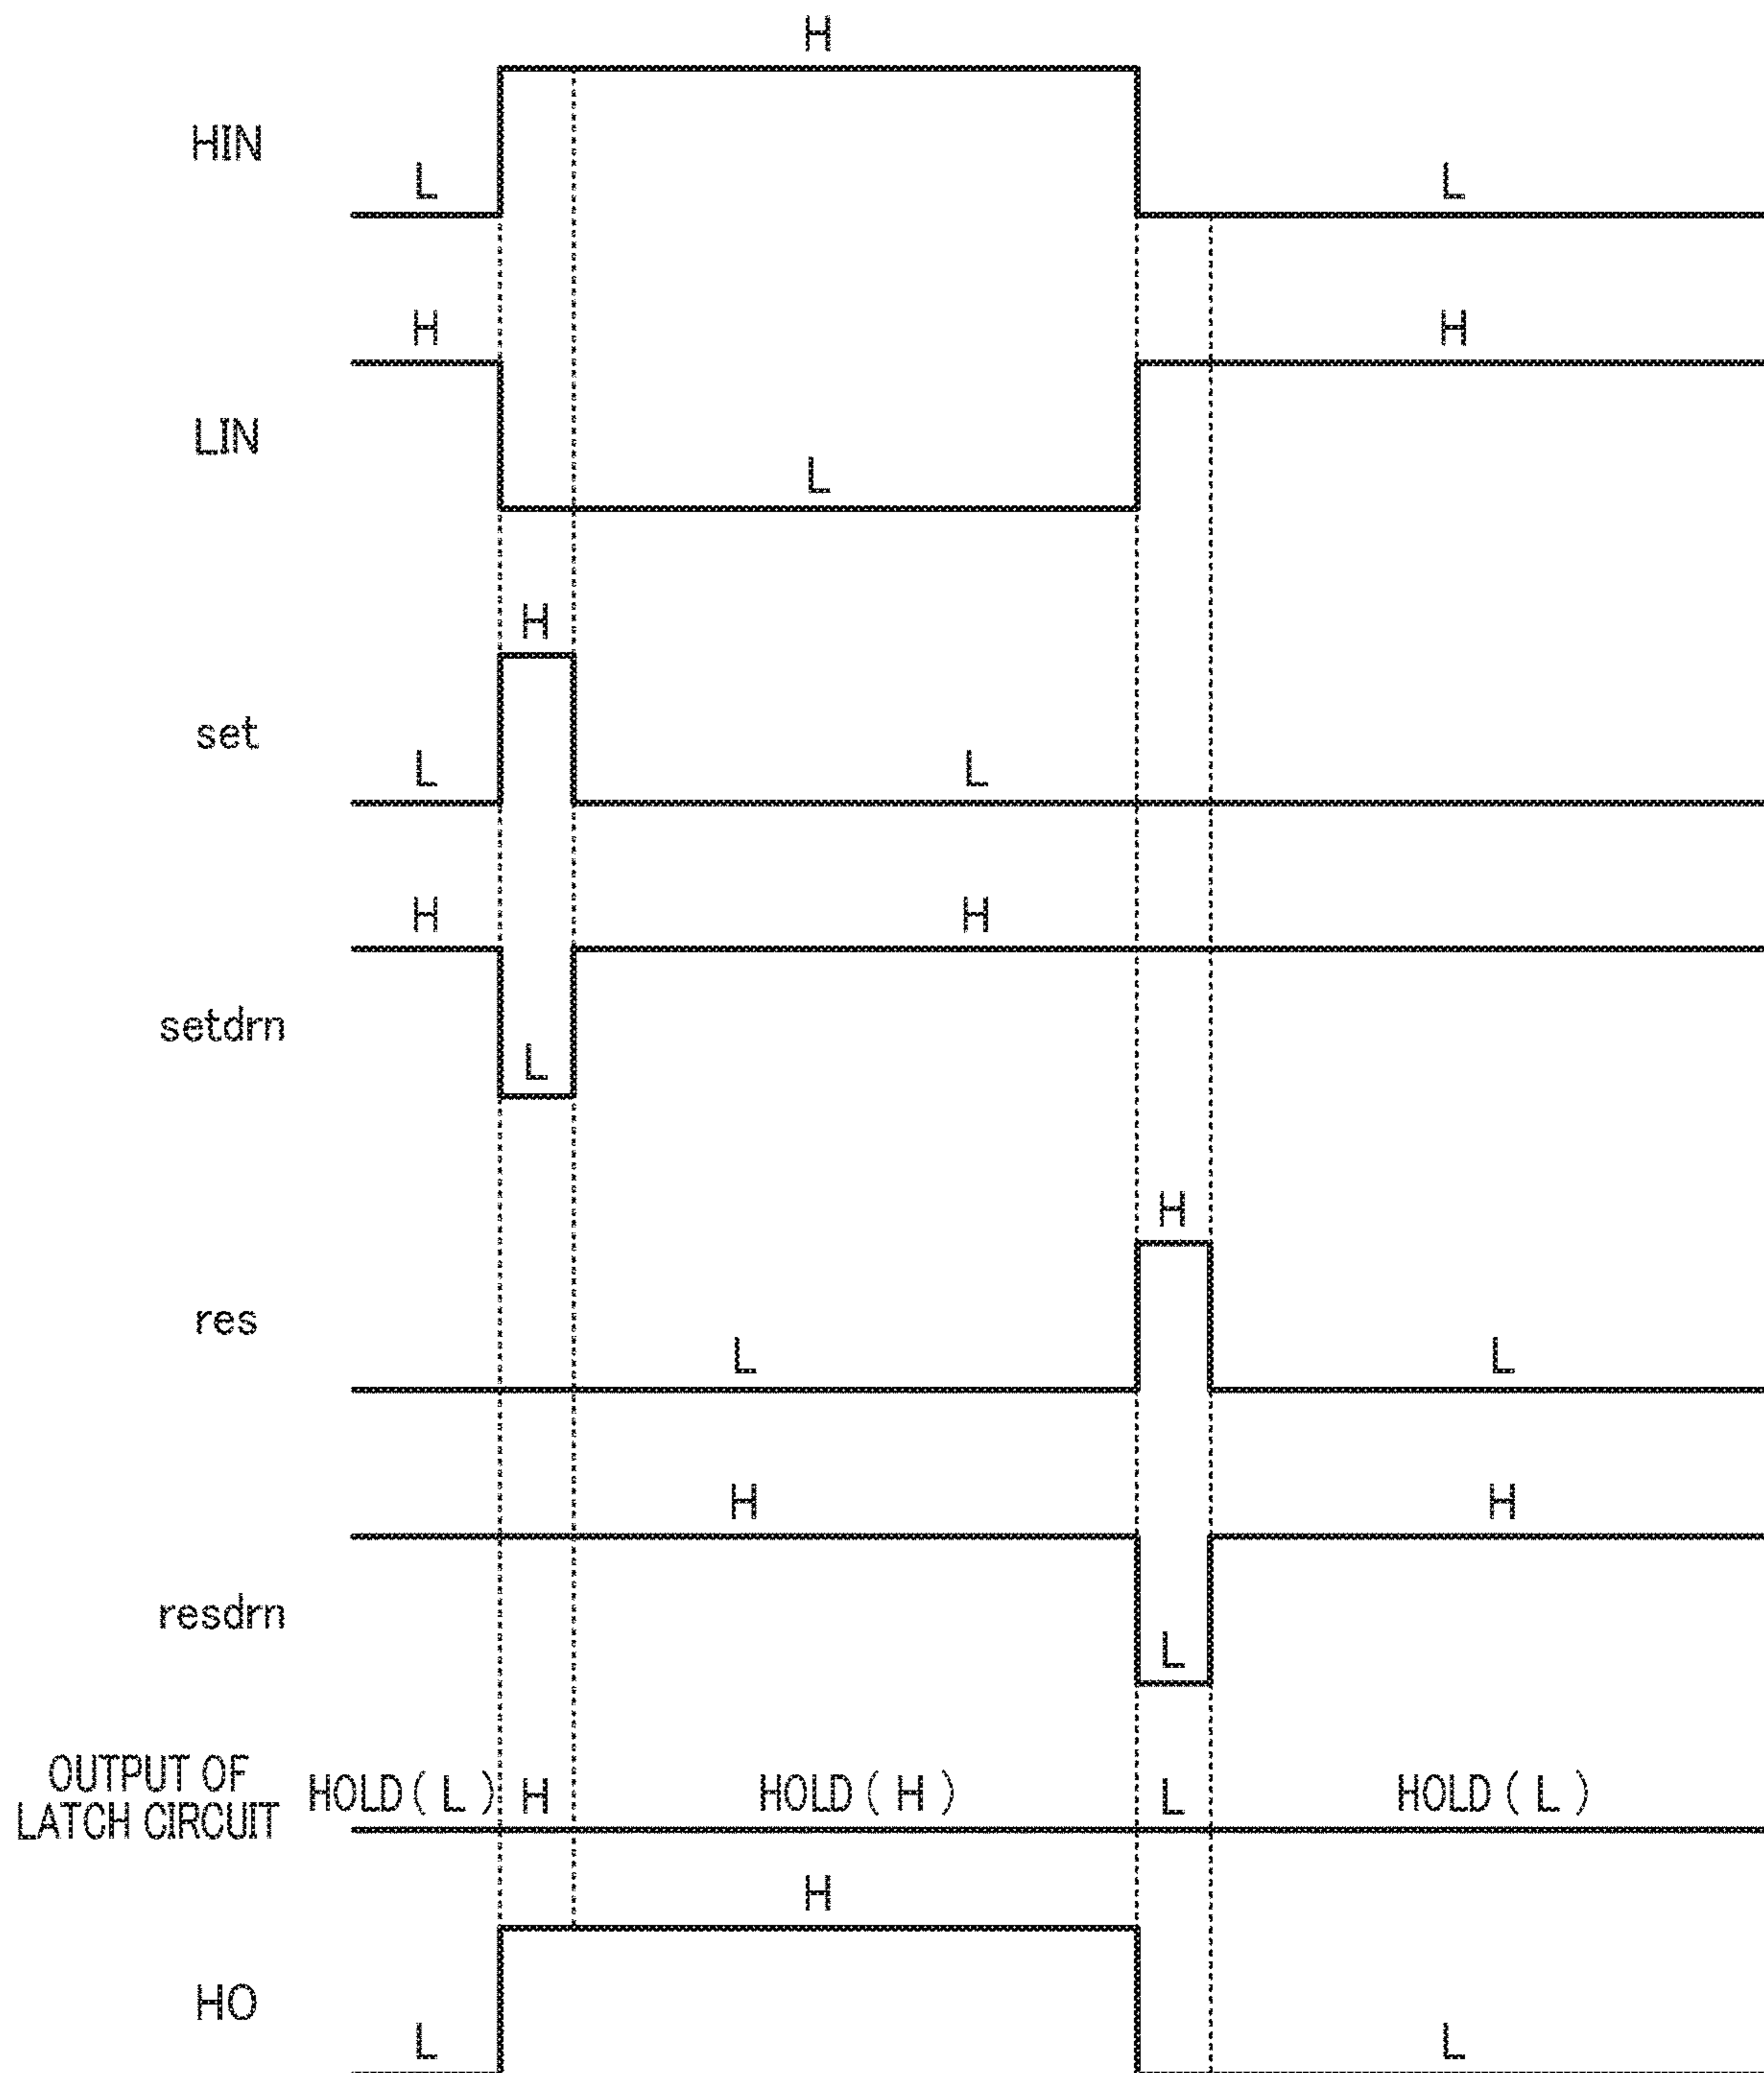 H
HIN
L
L
H
H
LIN
L
H
set
L
L
H
H
setdrn
L
H
res
L
L
H
H
resdrn
L
OUTPUT OF
LATCH CIRCUIT
HOLD ( L ) H HOLD ( H ) L HOLD ( L )
H
HO
L
L